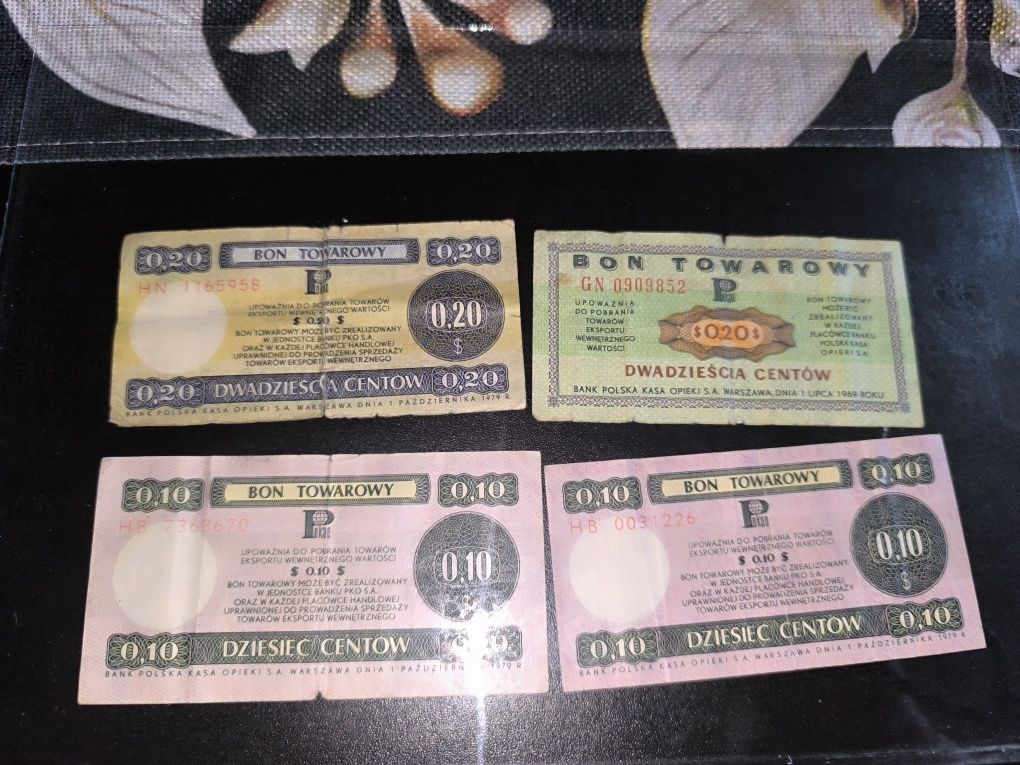 0,20 BON TOWAROWY 0,20
HN 1165958
UPOWAŻNIA DO POBRANIA TOWARÓW
EKSPORTU WEWNĘTRZNEGO WARTOŚCI
$ 0.20 $
BON TOWAROWY MOŻE BYĆ ZREALIZOWANY
W JEDNOSTCE BANKU PKO S.A.
ORAZ W KAŻDEJ PLACÓWCE HANDLOWEJ
UPRAWNIONEJ DO PROWADZENIA SPRZEDAŻY
TOWARÓW EKSPORTU WEWNĘTRZNEGO
0,20
$
0,20 DWADZIEŚCIA CENTÓW 0,20
BANK POLSKA KASA OPIEKI S.A. WARSZAWA DNIA 1 PAŹDZIERNIKA 1979 R.
BON TOWAROWY
GN 0909852
UPOWAŻNIA
DO POBRANIA
TOWARÓW
EKSPORTU
WEWNĘTRZNEGO
WARTOŚCI
$ 0,20 $
BON TOWAROWY
MOŻE BYĆ
ZREALIZOWANY
W KAŻDEJ
PLACÓWCE BANKU
POLSKA KASA
OPIEKI S.A.
DWADZIEŚCIA CENTÓW
BANK POLSKA KASA OPIEKI S.A. WARSZAWA, DNIA 1 LIPCA 1969 ROKU
0,10 BON TOWAROWY 0,10
HB 7368670
UPOWAŻNIA DO POBRANIA TOWARÓW
EKSPORTU WEWNĘTRZNEGO WARTOŚCI
$ 0.10 $
BON TOWAROWY MOŻE BYĆ ZREALIZOWANY
W JEDNOSTCE BANKU PKO S.A.
ORAZ W KAŻDEJ PLACÓWCE HANDLOWEJ
UPRAWNIONEJ DO PROWADZENIA SPRZEDAŻY
TOWARÓW EKSPORTU WEWNĘTRZNEGO
0,10
0,10 DZIESIĘĆ CENTÓW 0,10
BANK POLSKA KASA OPIEKI S.A. WARSZAWA DNIA 1 PAŹDZIERNIKA 1979 R.
0,10 BON TOWAROWY 0,10
HB 0031226
UPOWAŻNIA DO POBRANIA TOWARÓW
EKSPORTU WEWNĘTRZNEGO WARTOŚCI
$ 0.10 $
BON TOWAROWY MOŻE BYĆ ZREALIZOWANY
W JEDNOSTCE BANKU PKO S.A.
ORAZ W KAŻDEJ PLACÓWCE HANDLOWEJ
UPRAWNIONEJ DO PROWADZENIA SPRZEDAŻY
TOWARÓW EKSPORTU WEWNĘTRZNEGO
0,10
$
0,10 DZIESIĘĆ CENTÓW 0,10
BANK POLSKA KASA OPIEKI S.A. WARSZAWA DNIA 1 PAŹDZIERNIKA 1979 R